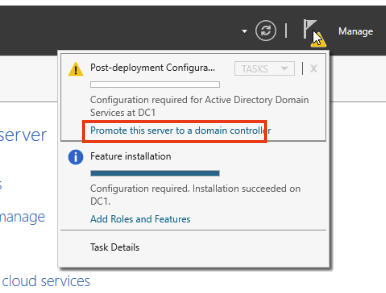 Manage
Post-deployment Configura...
TASKS
X
Configuration required for Active Directory Domain
Services at DC1
Promote this server to a domain controller
Feature installation
Configuration required. Installation succeeded on
DC1.
Add Roles and Features
Task Details
server
s
manage
cloud services